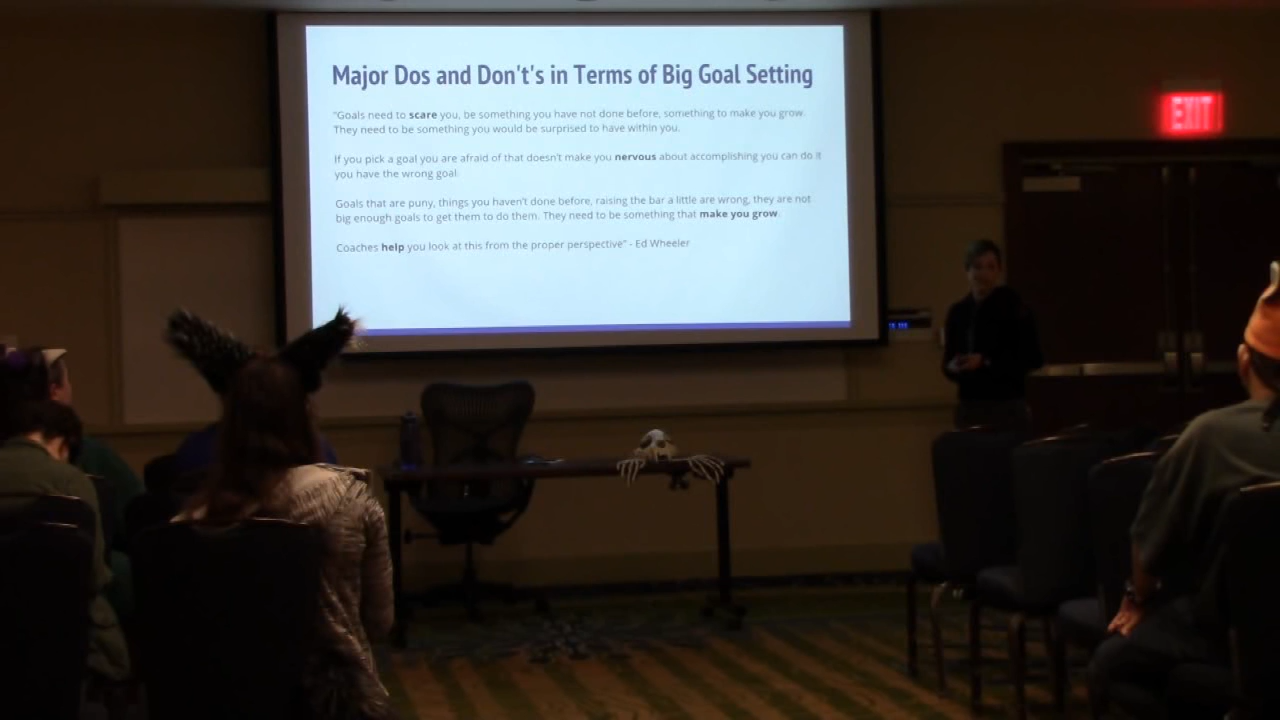 Major Dos and Don't's in Terms of Big Goal Setting
"Goals need to scare you, be something you have not done before, something to make you grow.
They need to be something you would be surprised to have within you.
If you pick a goal you are afraid of that doesn't make you nervous about accomplishing you can do it
you have the wrong goal.
Goals that are puny, things you haven't done before, raising the bar a little are wrong, they are not
big enough goals to get them to do them. They need to be something that make you grow.
Coaches help you look at this from the proper perspective" - Ed Wheeler
EXIT